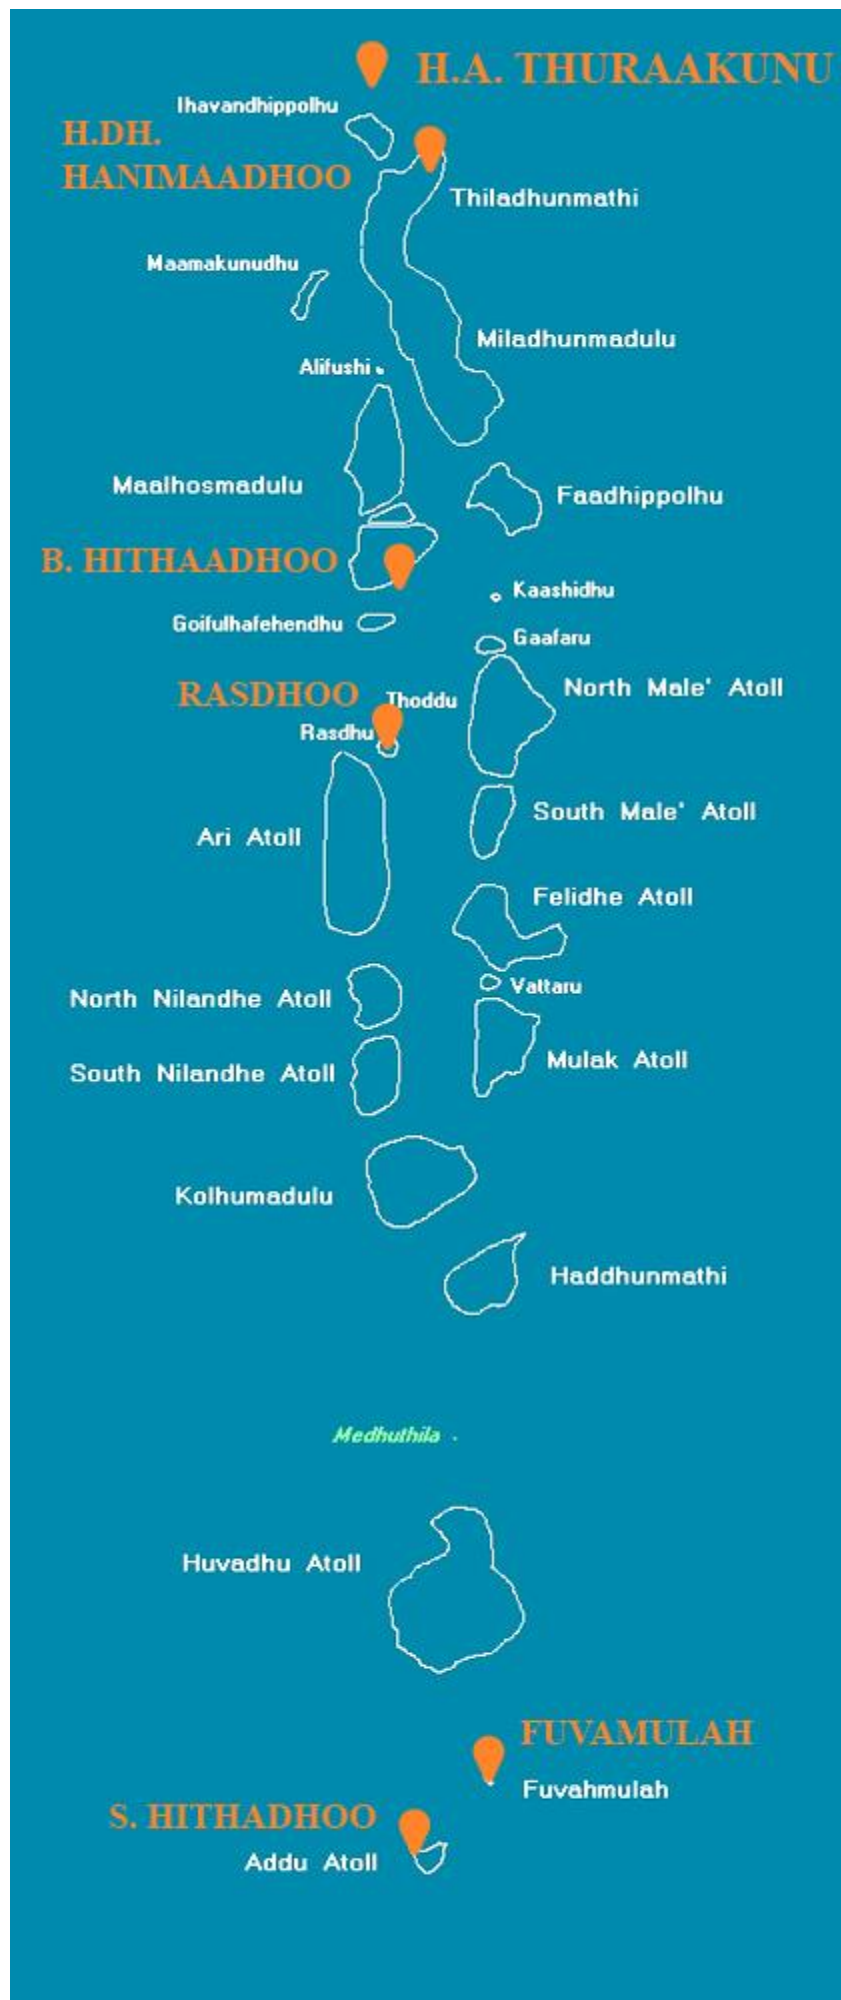 H.A. THURAAKUNU
Ihavandhippolhu
H.DH.
HANIMAADHOO
Thiladhunmathi
Maamakunudhu
Miladhunmadulu
Alifushi
Maalhosmadulu
Faadhippolhu
B. HITHAADHOO
Kaashidhu
Goifulhafehendhu
Gaafaru
North Male' Atoll
RASDHOO
Thoddu
Rasdhu
South Male' Atoll
Ari Atoll
Felidhe Atoll
Vattaru
North Nilandhe Atoll
Mulak Atoll
South Nilandhe Atoll
Kolhumadulu
Haddhunmathi
Medhuthila
Huvadhu Atoll
FUVAMULAH
Fuvahmulah
S. HITHADHOO
Addu Atoll